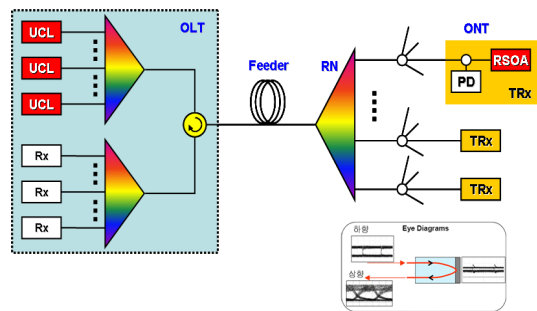 OLT
UCL
UCL
UCL
Rx
Rx
Rx
Feeder
RN
ONT
RSOA
PD
TRx
TRx
TRx
Eye Diagrams
하향
상향